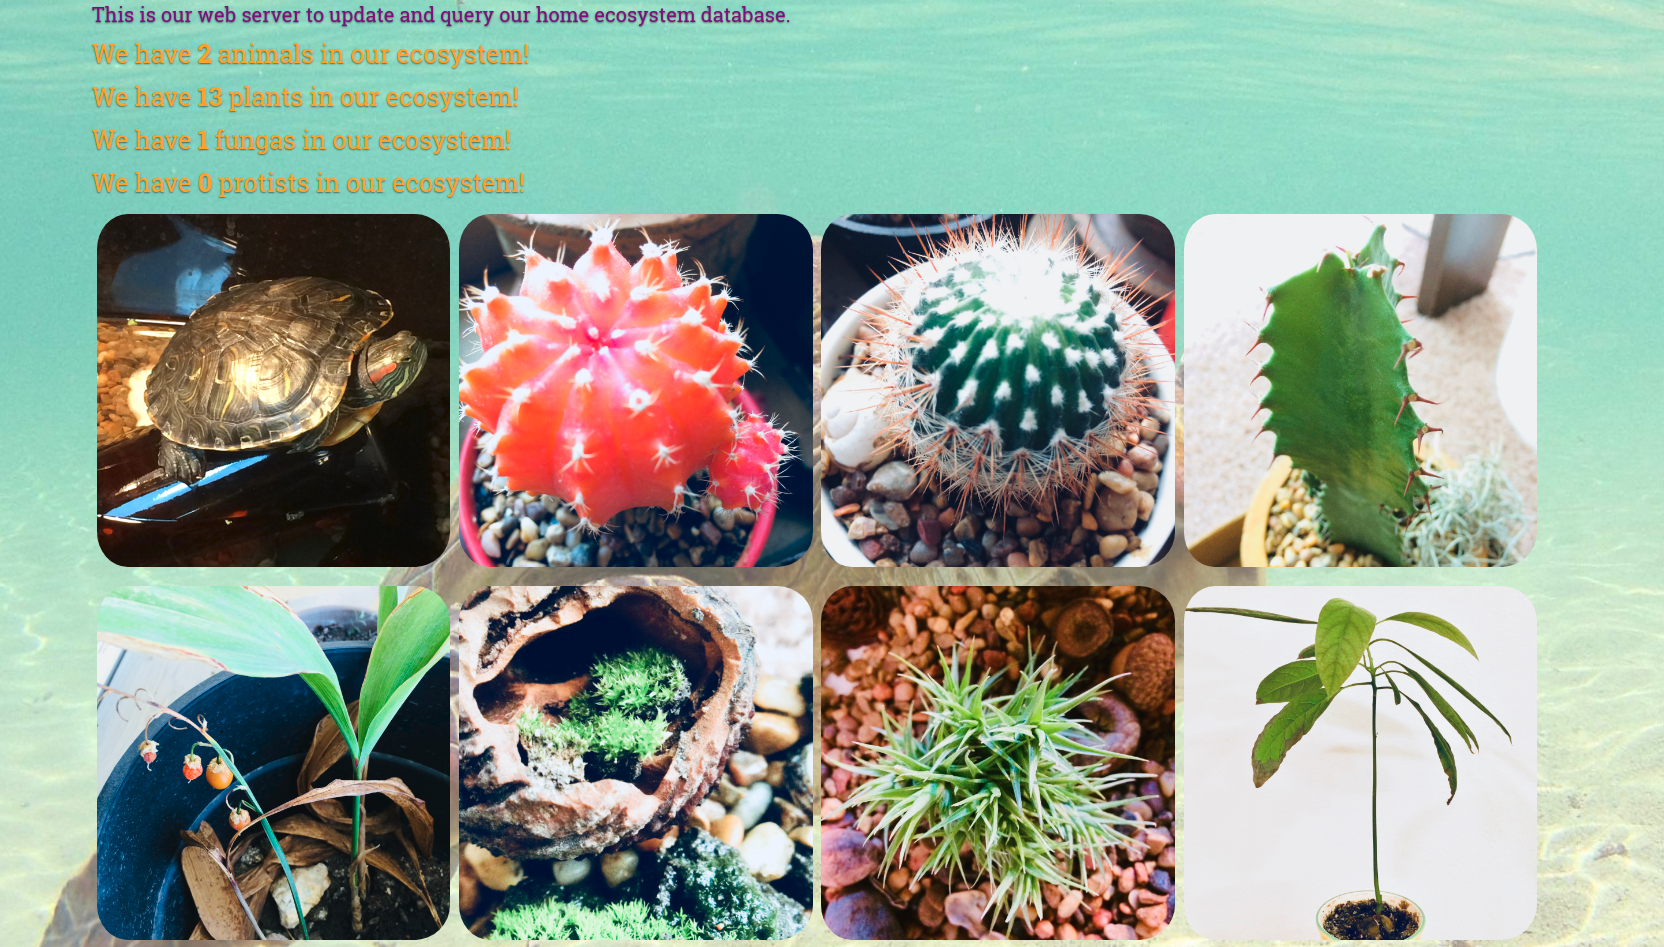 This is our web server to update and query our home ecosystem database.
We have 2 animals in our ecosystem!
We have 13 plants in our ecosystem!
We have 1 fungas in our ecosystem!
We have 0 protists in our ecosystem!